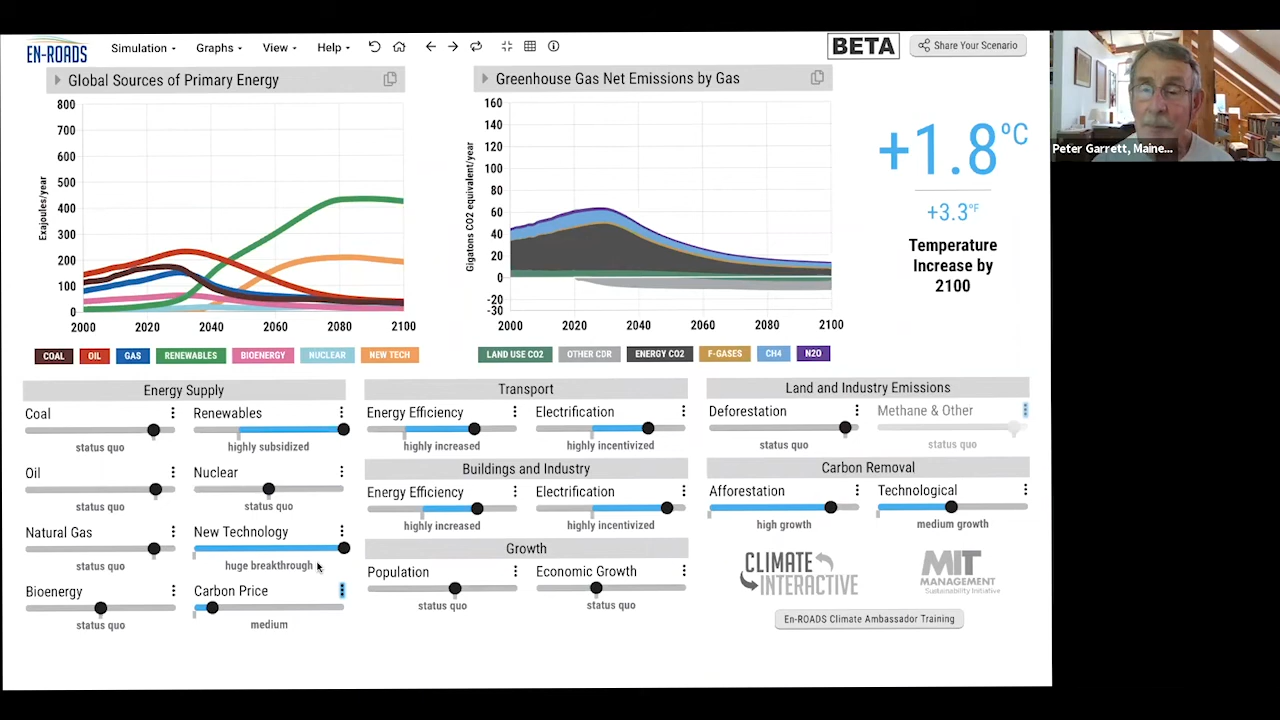 EN-ROADS
Simulation
Graphs
View
Help
BETA
Share Your Scenario
Global Sources of Primary Energy
800
700
600
500
400
300
200
100
0
Exajoules/year
2000 2020 2040 2060 2080 2100
COAL OIL GAS RENEWABLES BIOENERGY NUCLEAR NEW TECH
Greenhouse Gas Net Emissions by Gas
160
140
120
100
80
60
40
20
0
-20
-30
Gigatons CO2 equivalent/year
2000 2020 2040 2060 2080 2100
LAND USE CO2 OTHER CDR ENERGY CO2 F-GASES CH4 N2O
+1.8°C
+3.3°F
Temperature
Increase by
2100
Peter Garrett, Maine...
Energy Supply
Coal
status quo
Renewables
highly subsidized
Oil
status quo
Nuclear
status quo
Natural Gas
status quo
New Technology
huge breakthrough
Bioenergy
status quo
Carbon Price
medium
Transport
Energy Efficiency
highly increased
Electrification
highly incentivized
Buildings and Industry
Energy Efficiency
highly increased
Electrification
highly incentivized
Growth
Population
status quo
Economic Growth
status quo
Land and Industry Emissions
Deforestation
status quo
Methane & Other
status quo
Carbon Removal
Afforestation
high growth
Technological
medium growth
CLIMATE
INTERACTIVE
MIT
MANAGEMENT
Sustainability Initiative
En-ROADS Climate Ambassador Training